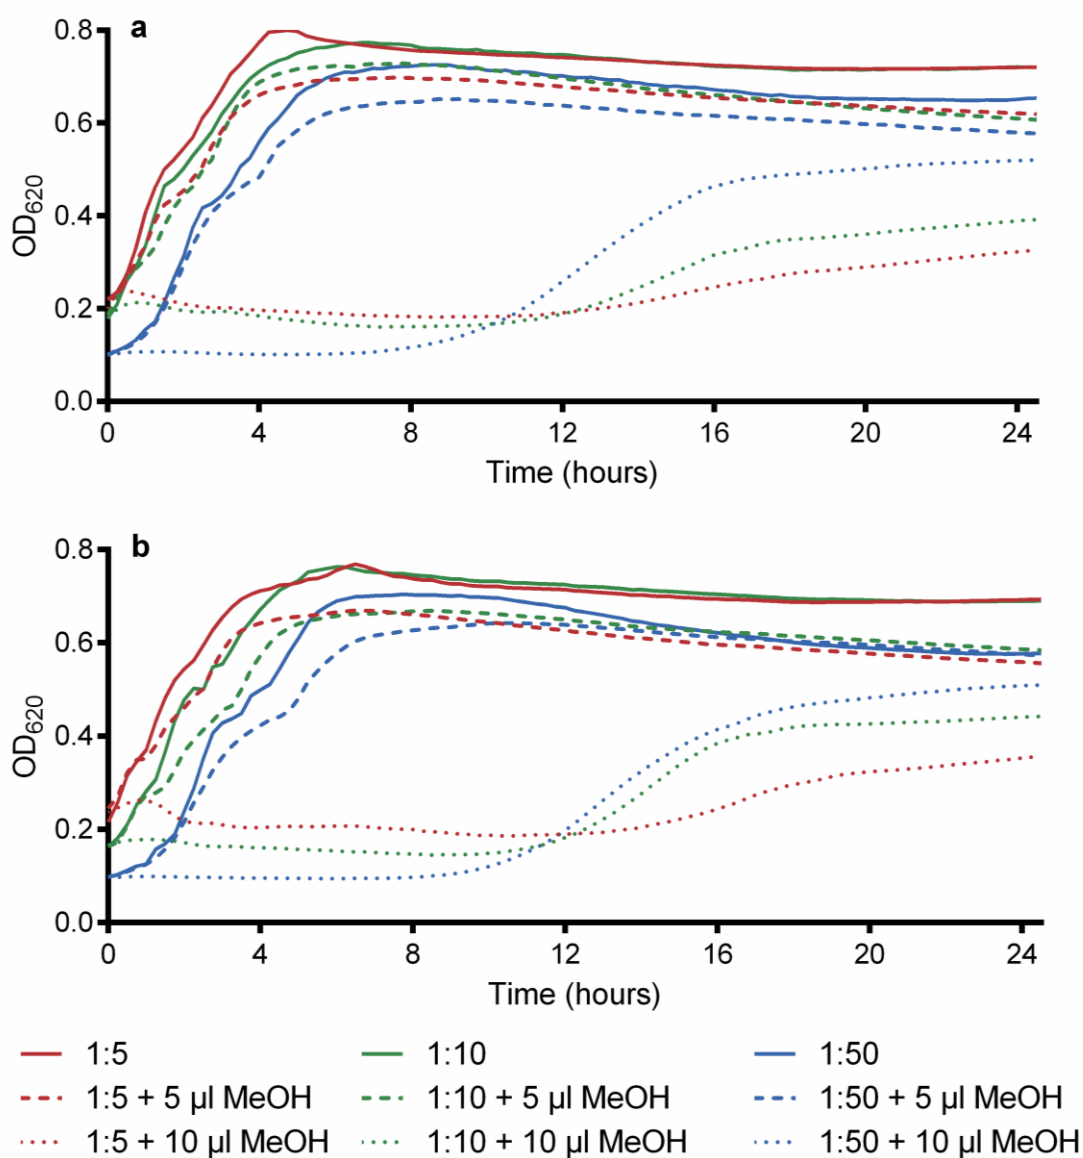 a
0.8
0.6
0.4
0.2
0.0
OD620
0 4 8 12 16 20 24
Time (hours)
b
0.8
0.6
0.4
0.2
0.0
OD620
0 4 8 12 16 20 24
Time (hours)
1:5 1:10 1:50
1:5 + 5 µl MeOH 1:10 + 5 µl MeOH 1:50 + 5 µl MeOH
1:5 + 10 µl MeOH 1:10 + 10 µl MeOH 1:50 + 10 µl MeOH